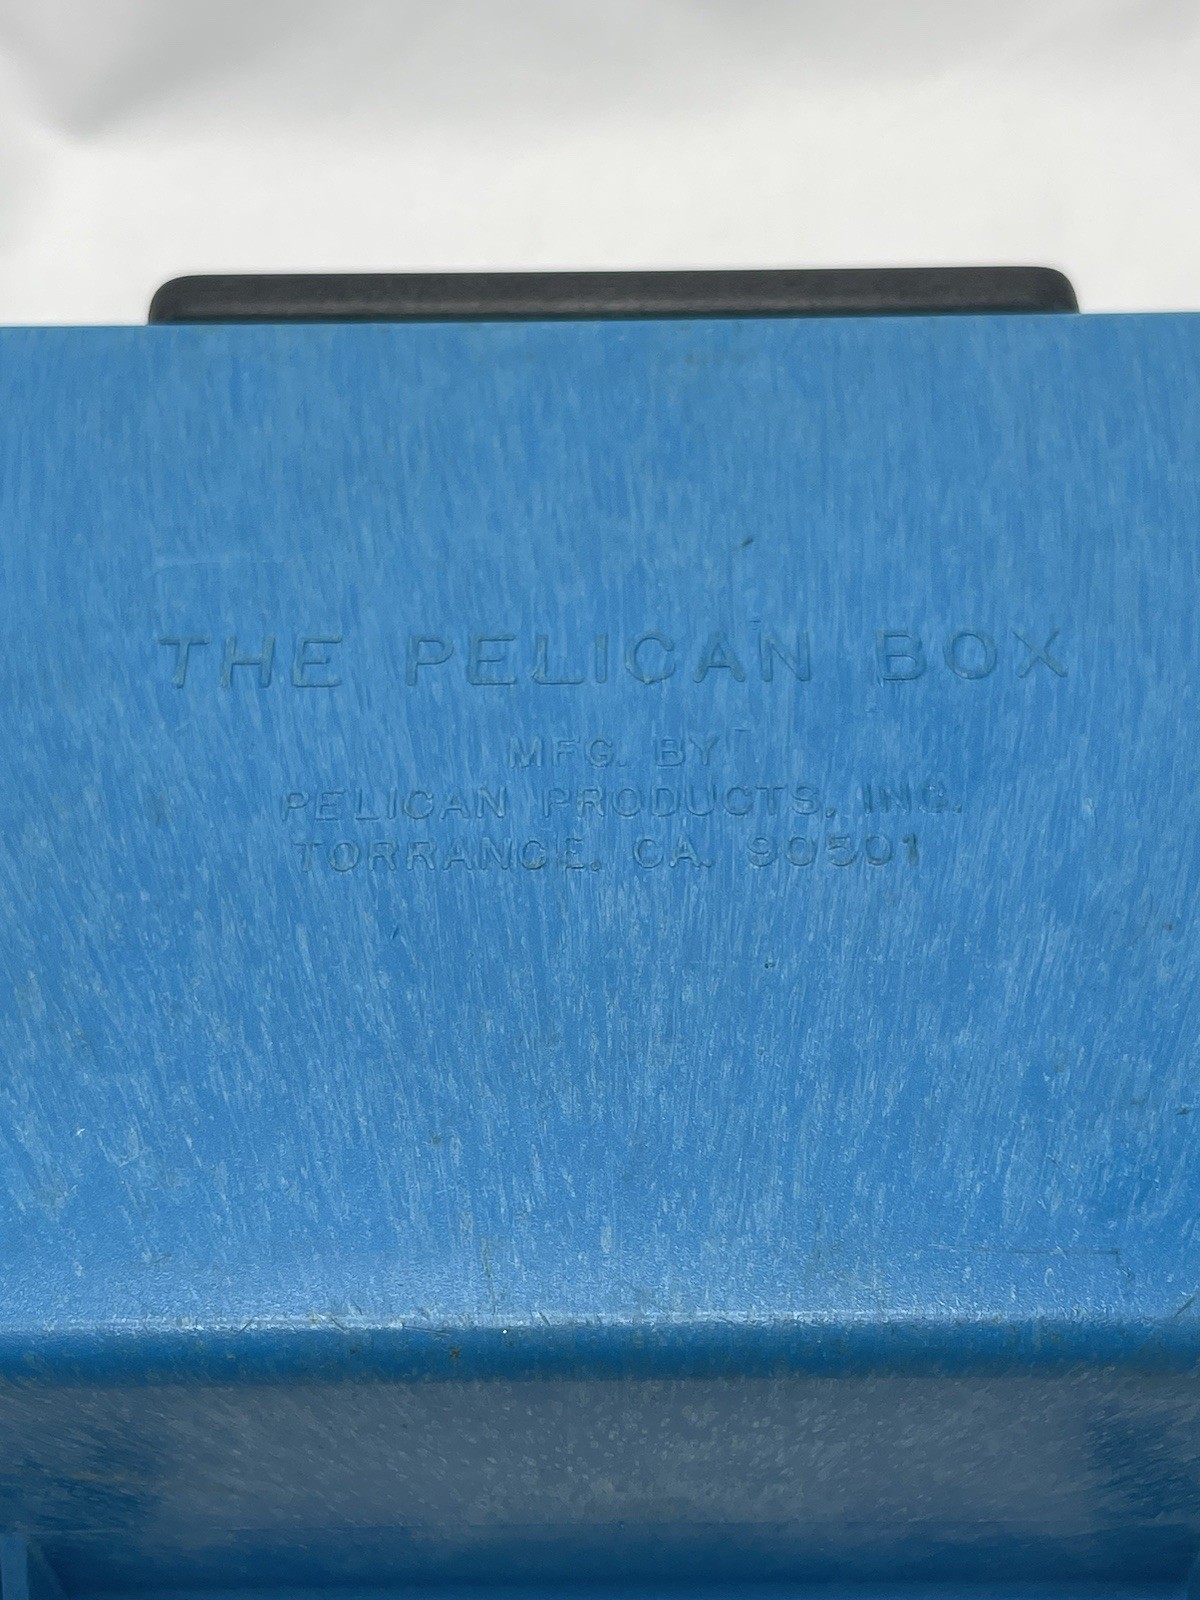 THE PELICAN BOX
MFG. BY
PELICAN PRODUCTS, INC.
TORRANCE, CA. 90501